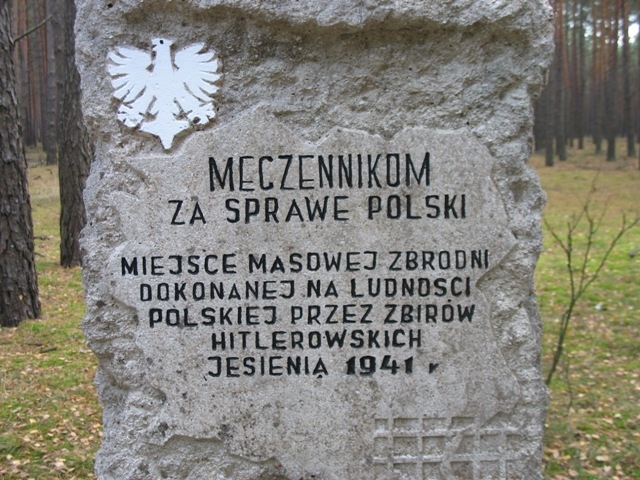 MĘCZENNIKOM
ZA SPRAWĘ POLSKI
MIEJSCE MASOWEJ ZBRODNI
DOKONANEJ NA LUDNOŚCI
POLSKIEJ PRZEZ ZBIRÓW
HITLEROWSKICH
JESIENIĄ 1941 r